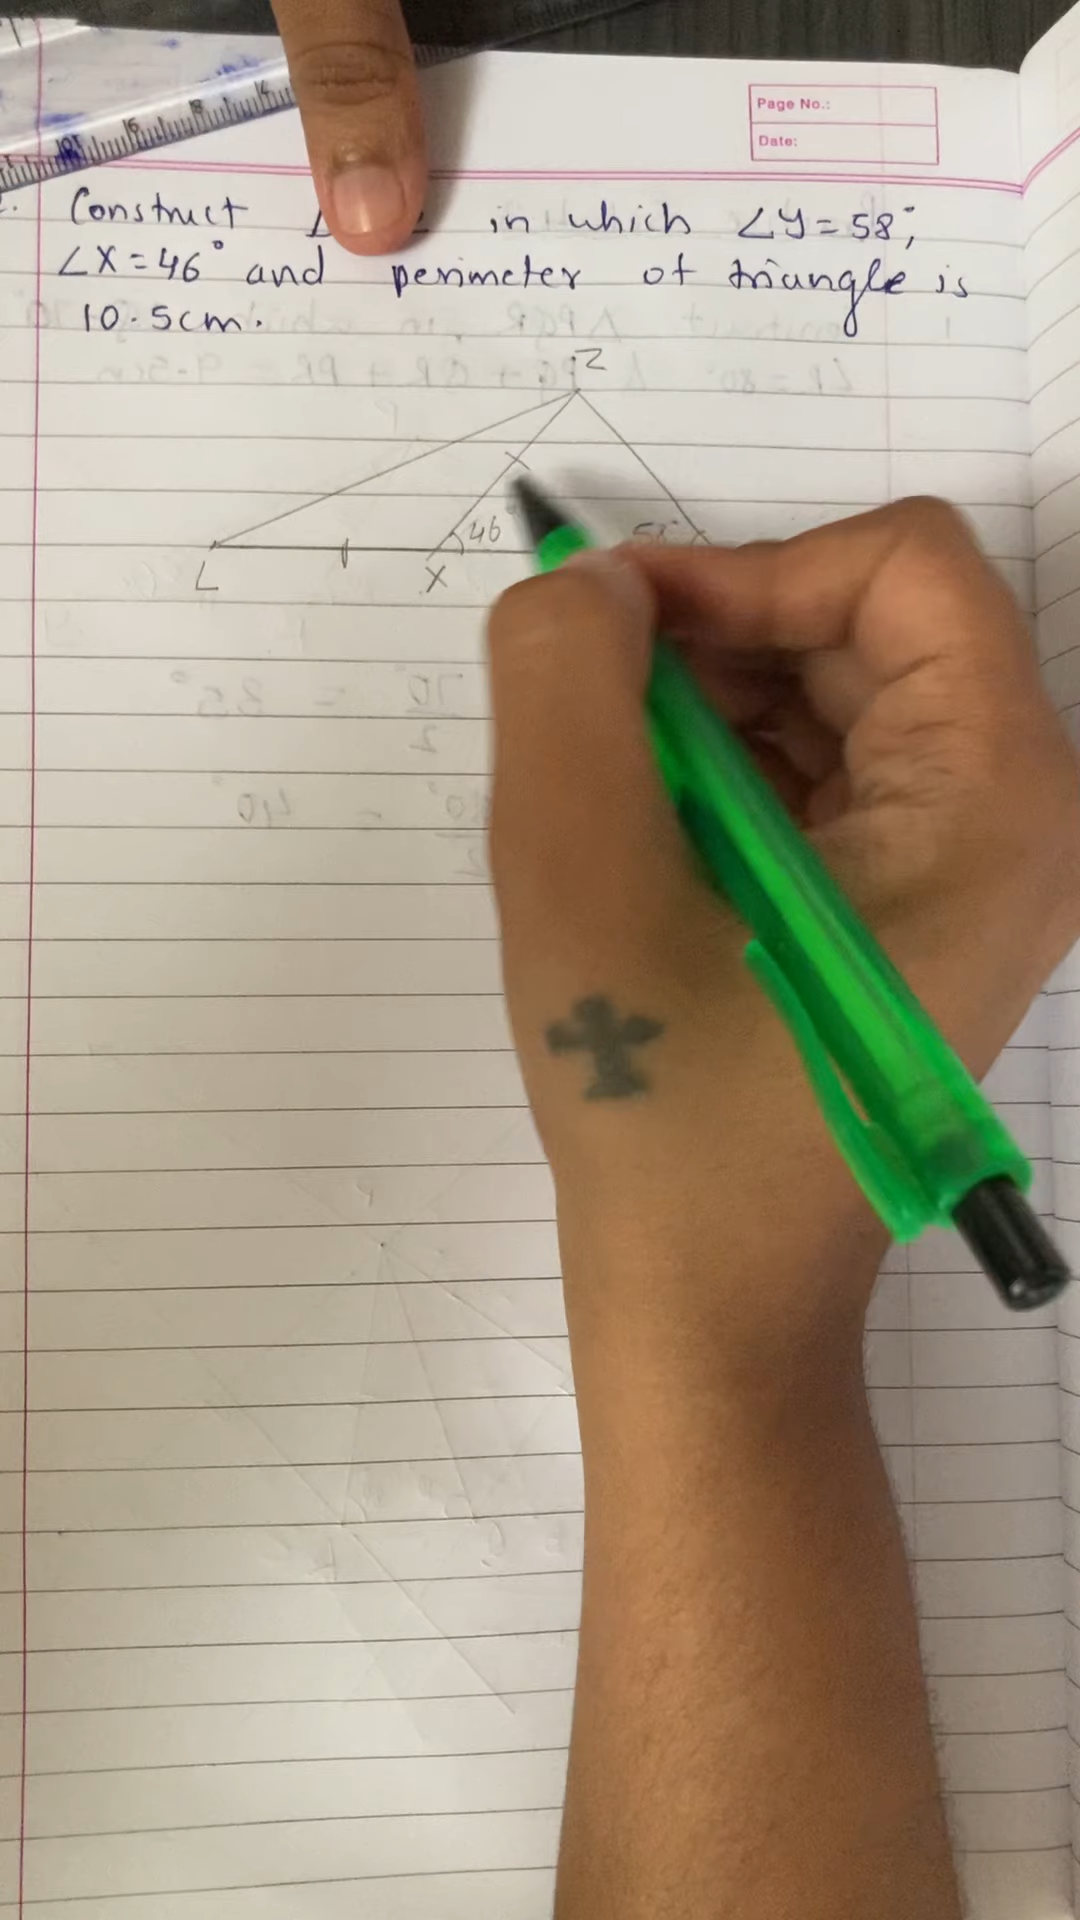 Page No.:
Date:
Construct in which ∠Y=58°,
∠X=46° and perimeter of triangle is
10.5cm.
Z
46
L
X